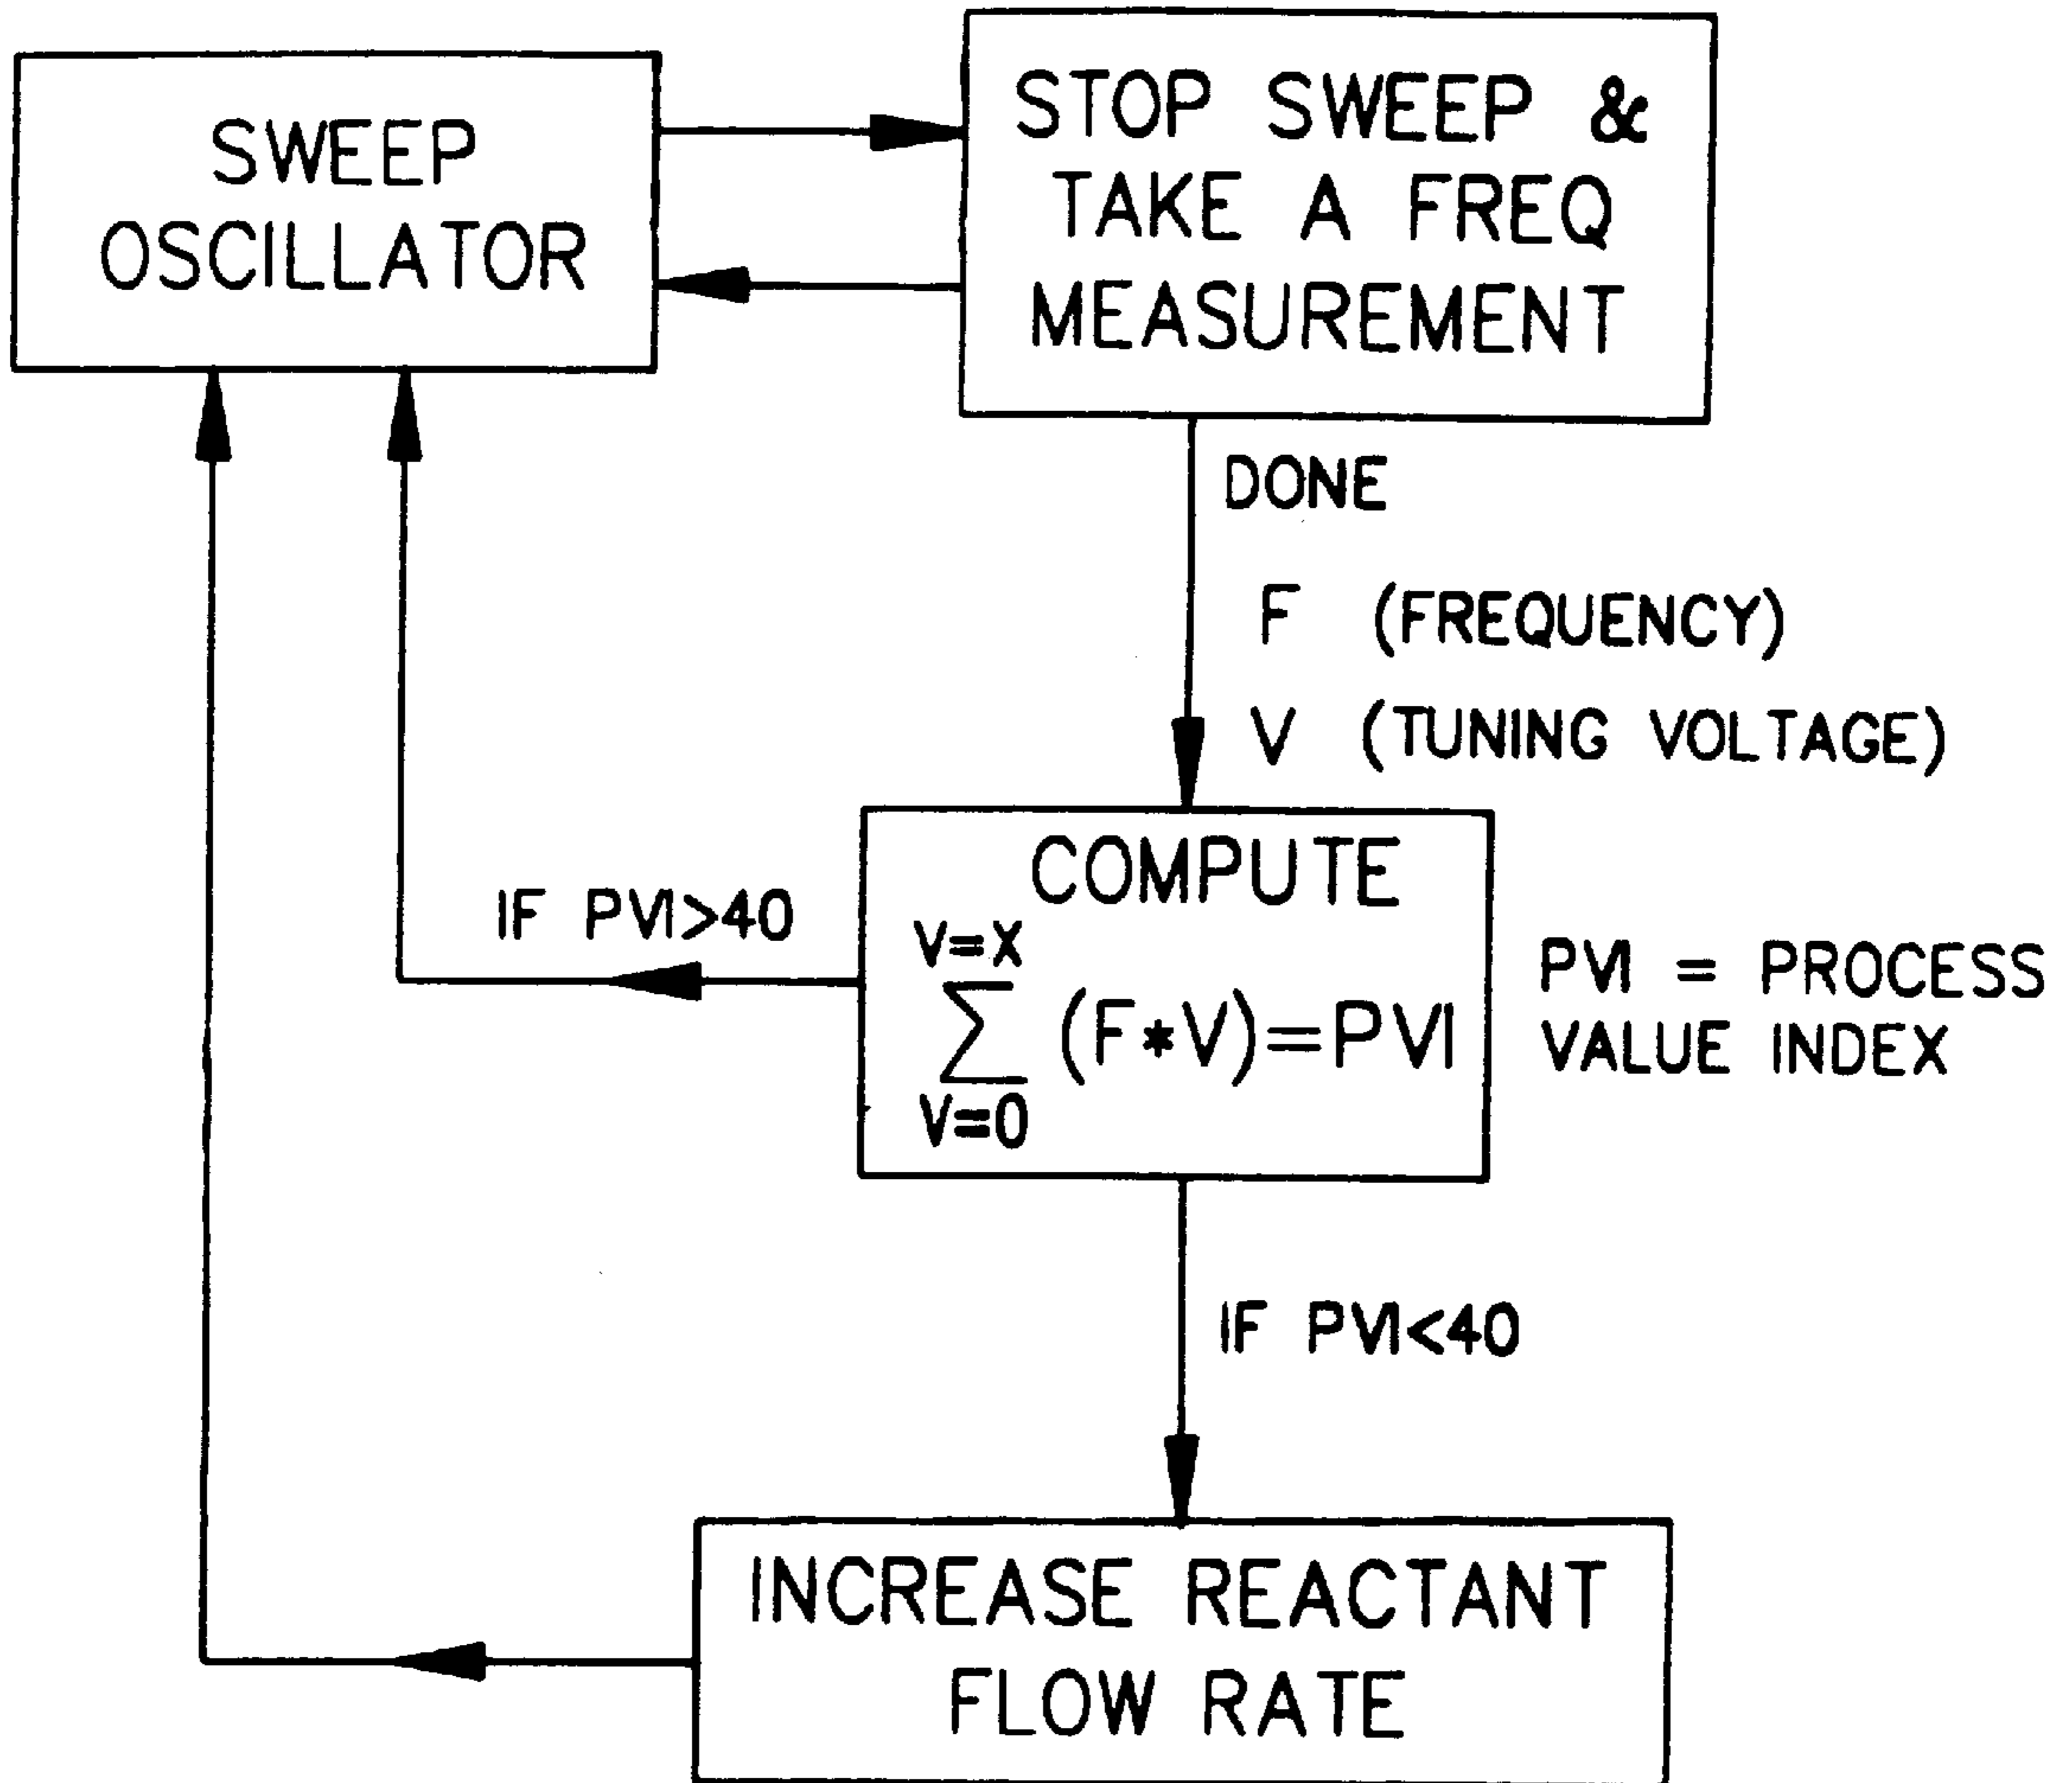 SWEEP
OSCILLATOR
STOP SWEEP &
TAKE A FREQ
MEASUREMENT
DONE
F (FREQUENCY)
V (TUNING VOLTAGE)
IF PVI>40
COMPUTE
V=X
∑ (F*V)=PVI
V=0
PVI = PROCESS
VALUE INDEX
IF PVI<40
INCREASE REACTANT
FLOW RATE